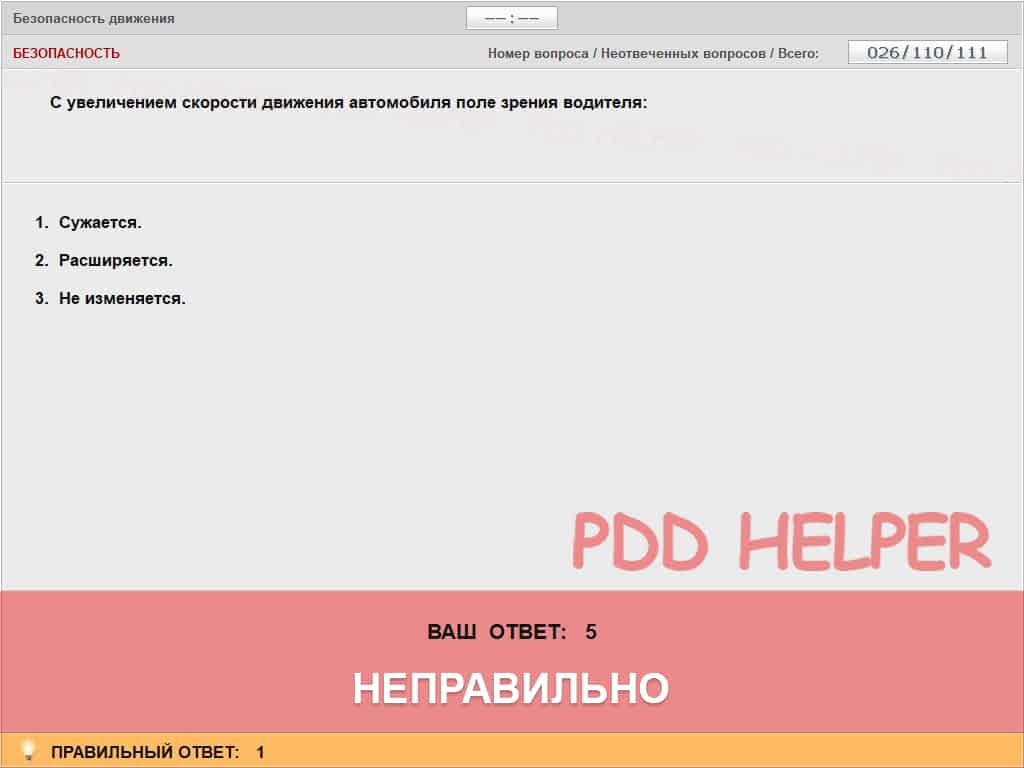 Безопасность движения
−− : −−
БЕЗОПАСНОСТЬ
Номер вопроса / Неотвеченных вопросов / Всего:
026/110/111
С увеличением скорости движения автомобиля поле зрения водителя:
1. Сужается.
2. Расширяется.
3. Не изменяется.
PDD HELPER
ВАШ ОТВЕТ: 5
НЕПРАВИЛЬНО
ПРАВИЛЬНЫЙ ОТВЕТ: 1